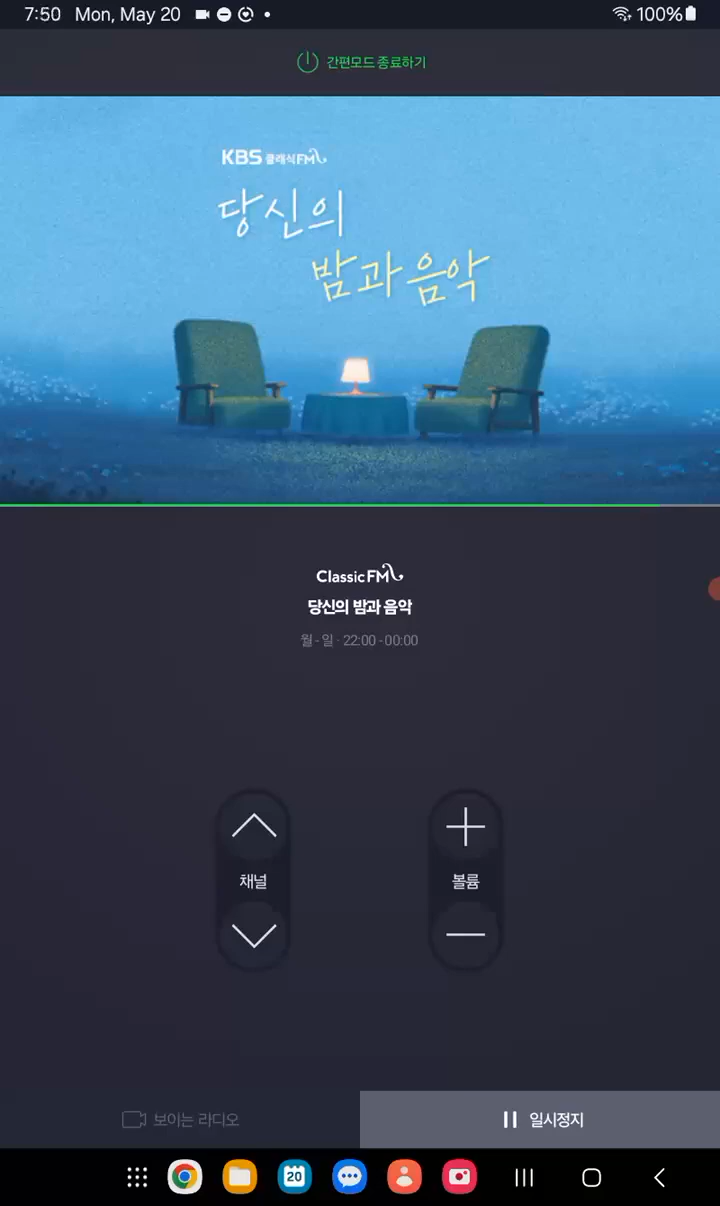 7:50 Mon, May 20 100%
간편모드 종료하기
KBS 클래식FM
당신의
밤과 음악
Classic FM
당신의 밤과 음악
월 - 일 · 22:00 - 00:00
채널
볼륨
보이는 라디오
일시정지
20